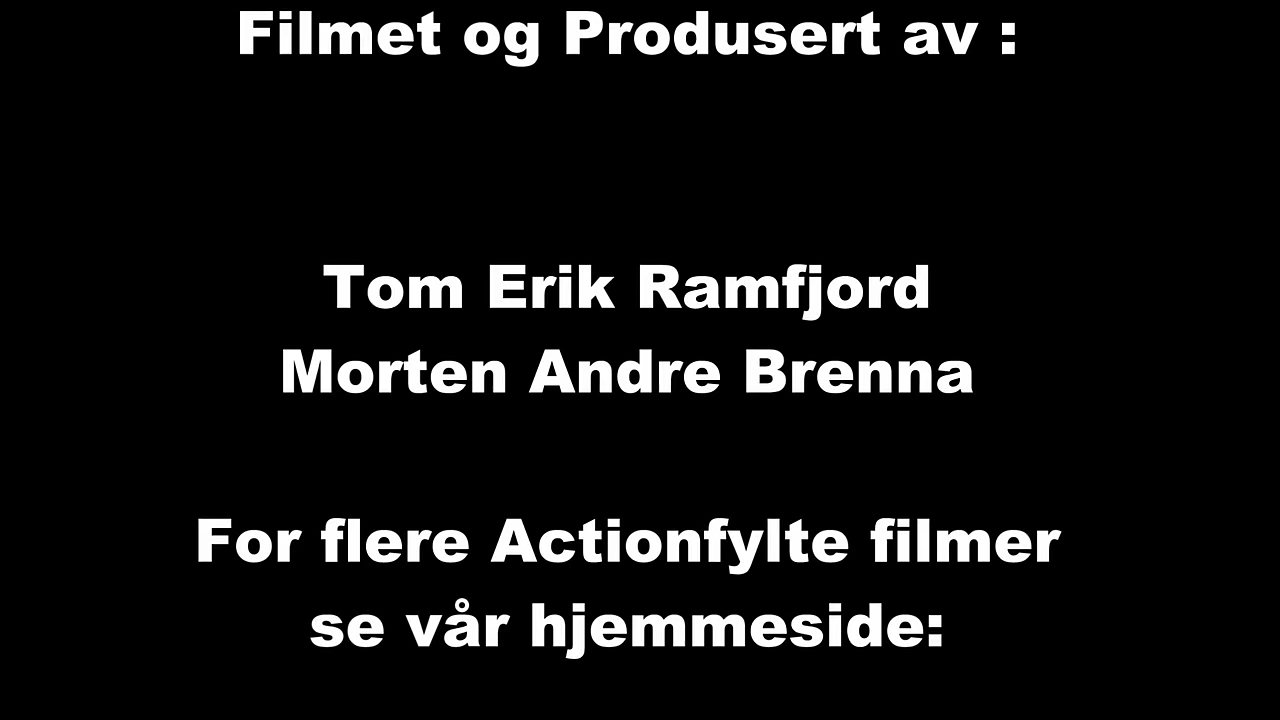 Filmet og Produsert av :
Tom Erik Ramfjord
Morten Andre Brenna
For flere Actionfylte filmer
se vår hjemmeside: